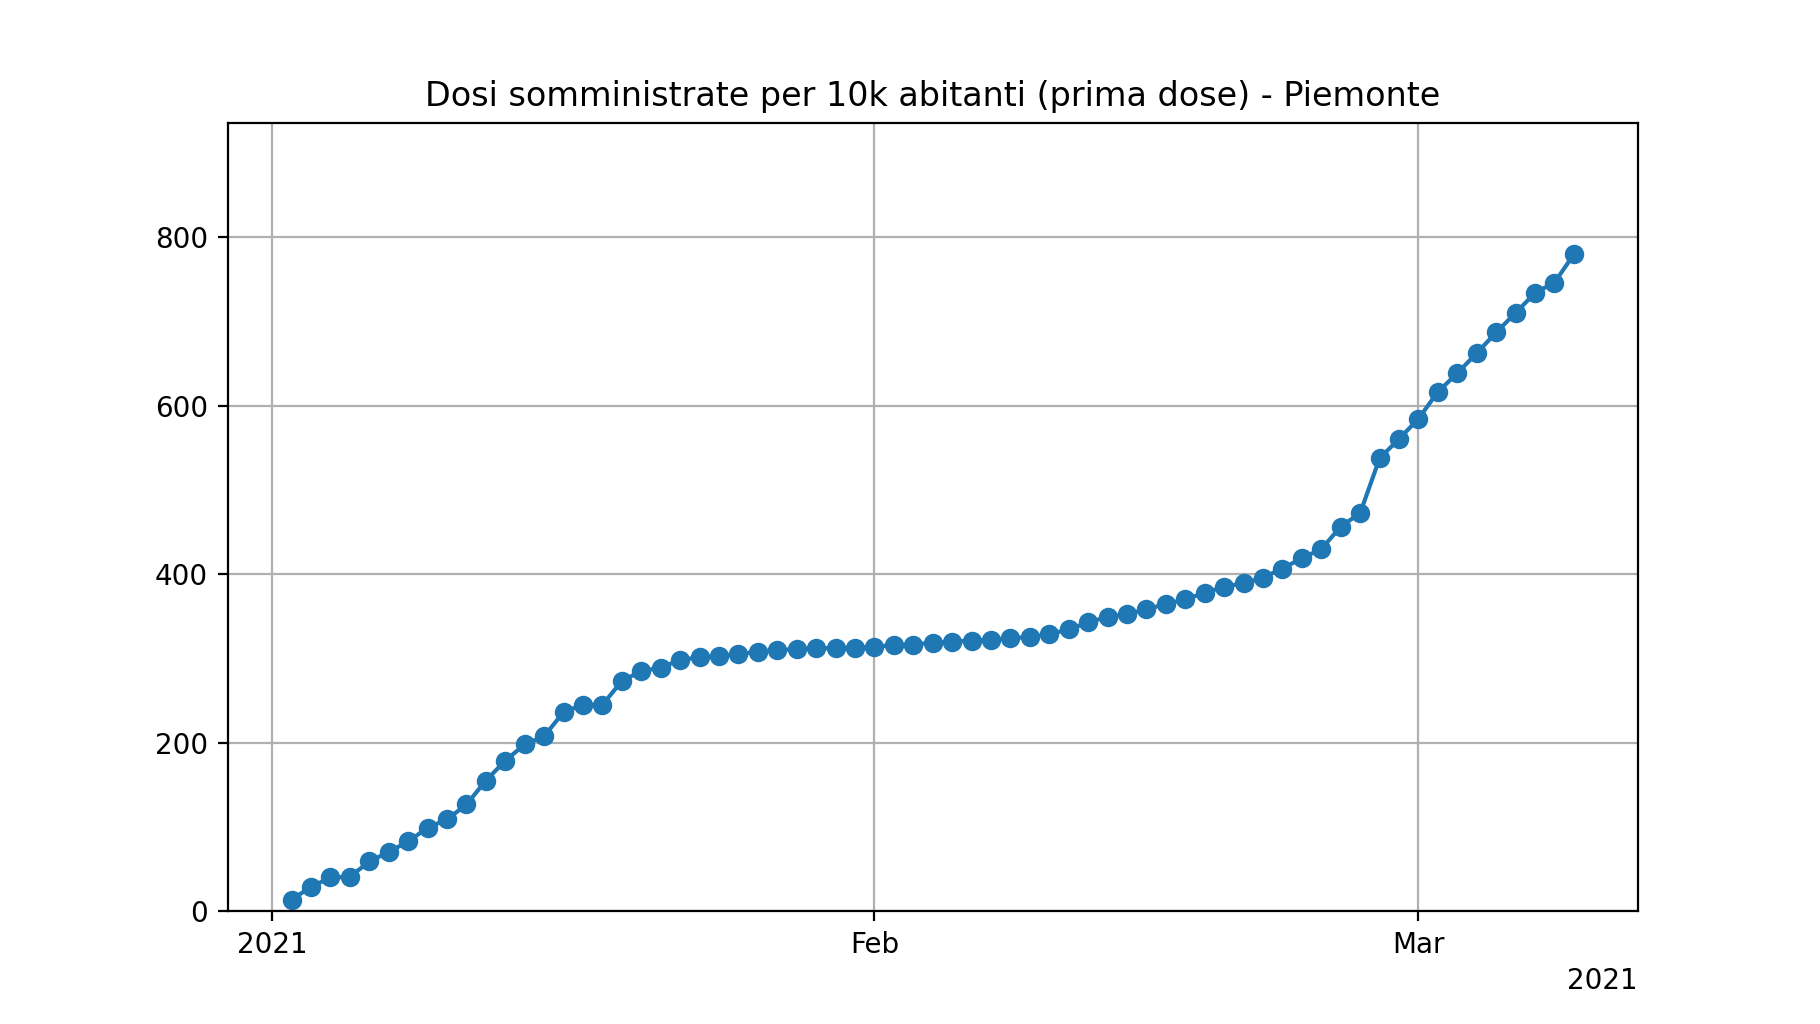 Dosi somministrate per 10k abitanti (prima dose) - Piemonte
800
600
400
200
0
2021
Feb
Mar
2021